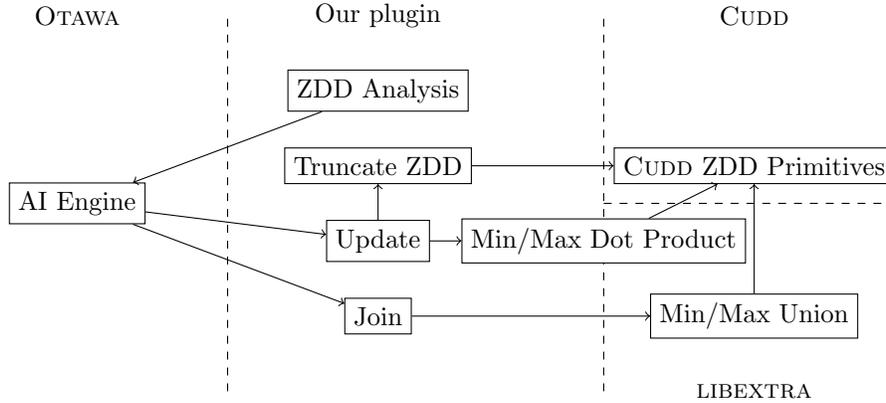 OTAWA
Our plugin
CUDD
ZDD Analysis
Truncate ZDD
CUDD ZDD Primitives
AI Engine
Update
Min/Max Dot Product
Join
Min/Max Union
LIBEXTRA